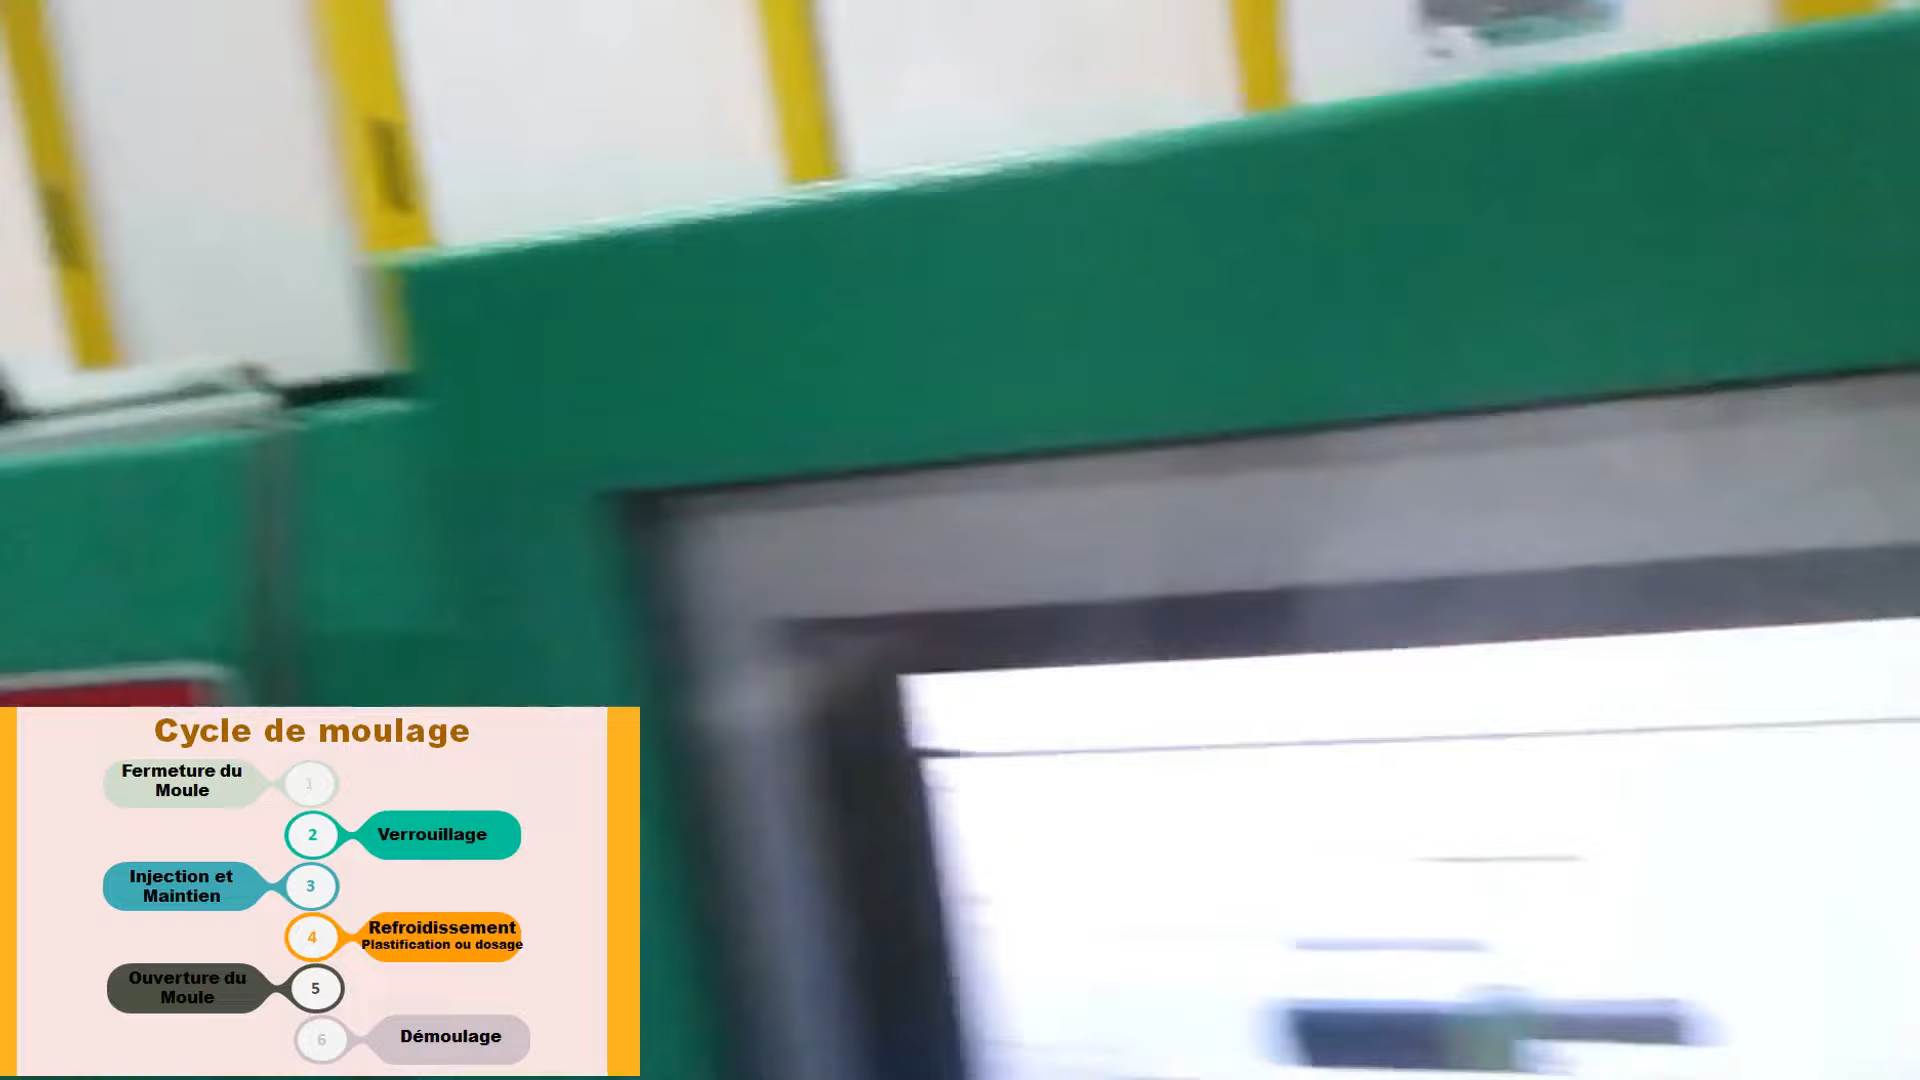 Cycle de moulage
Fermeture du
Moule
1
2
Verrouillage
Injection et
Maintien
3
4
Refroidissement
Plastification ou dosage
Ouverture du
Moule
5
6
Démoulage